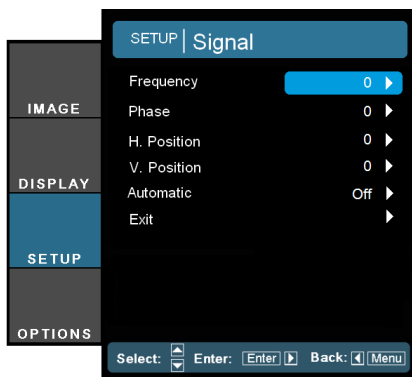 SETUP | Signal
Frequency 0
Phase 0
H. Position 0
V. Position 0
Automatic Off
Exit
IMAGE
DISPLAY
SETUP
OPTIONS
Select: Enter: Enter Back: Menu